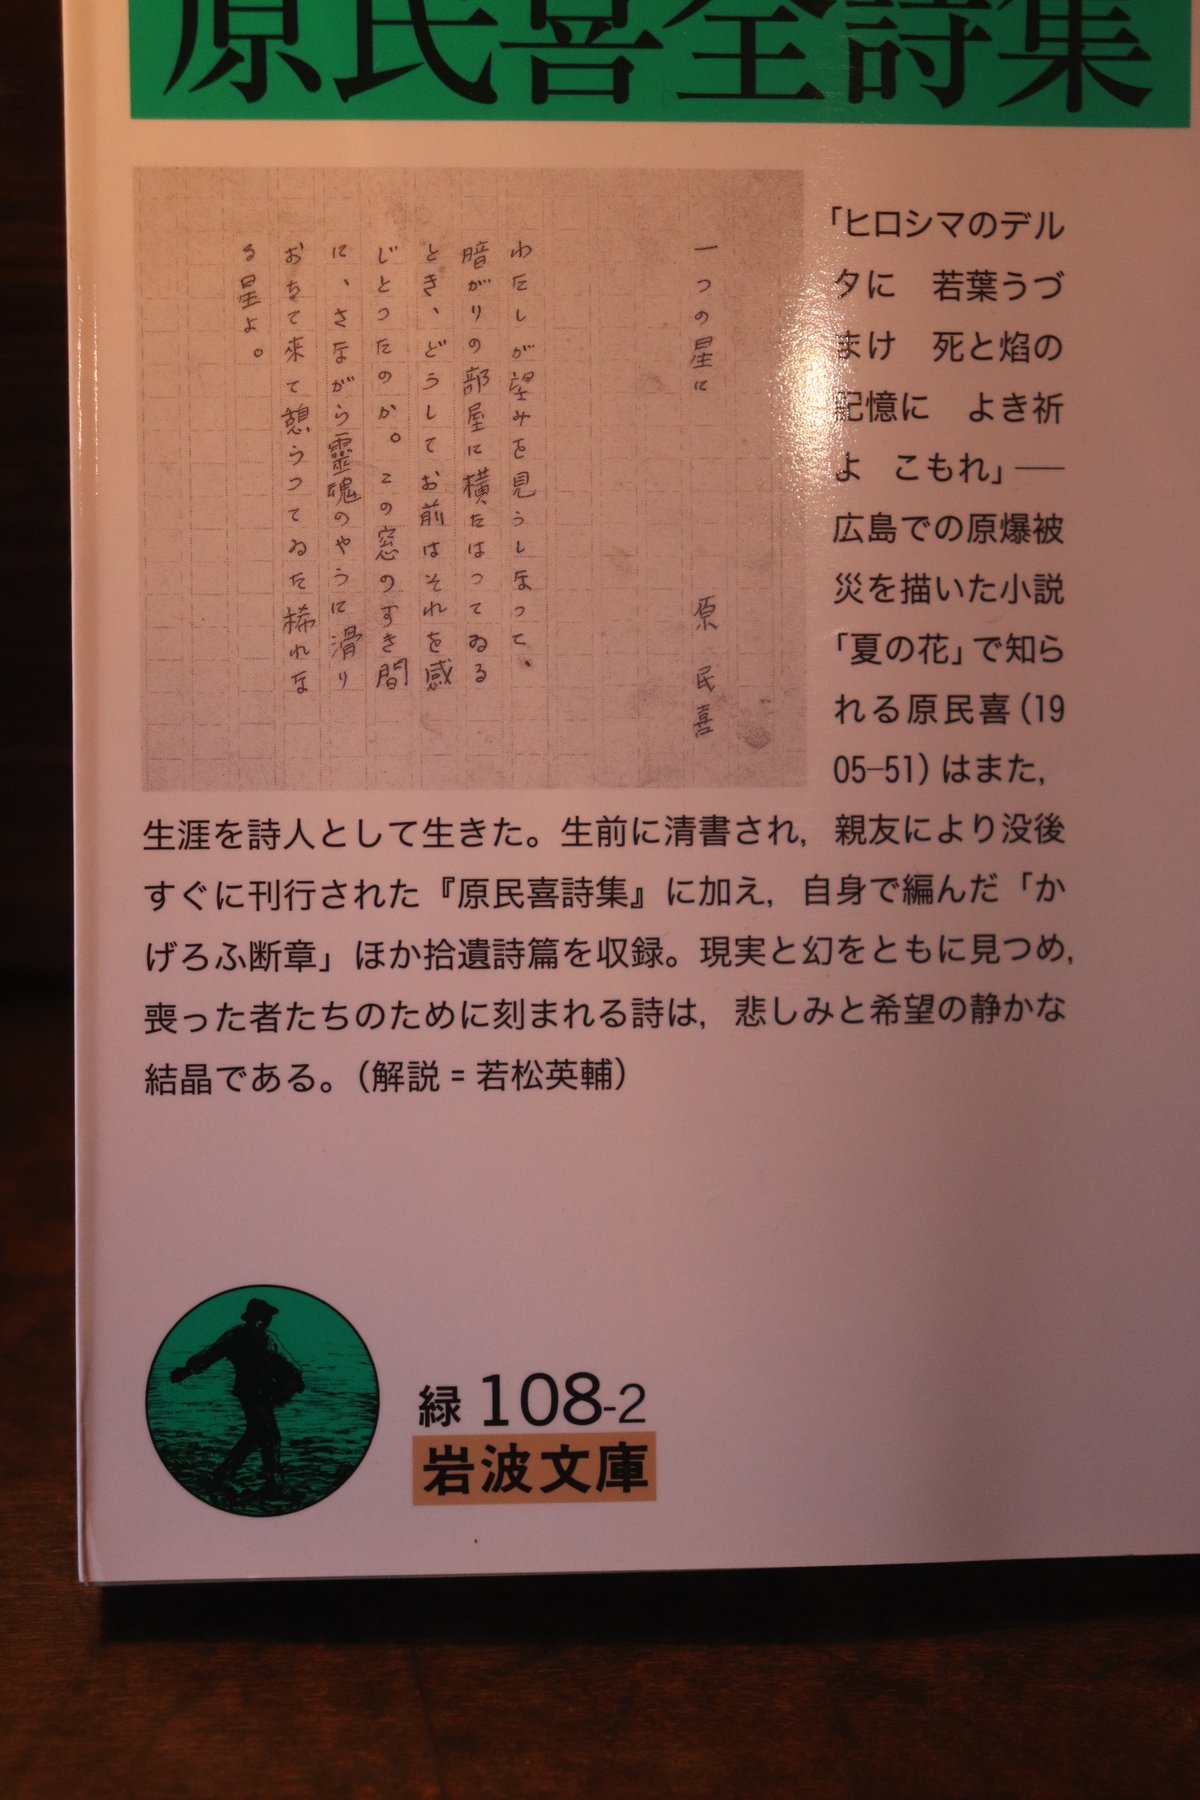 原民喜全詩集
一つの星に
原 民喜
わたしが望みを見うしなつて、
暗がりの部屋に横たはつてゐる
とき、どうしてお前はそれを感
じとつたのか。この窓のすき間
に、さながら靈魂のやうに滑り
おちて来て憩うつてゐた稀れな
る星よ。
「ヒロシマのデル
タに　若葉うづ
まけ　死と焰の
記憶に　よき祈
よ　こもれ」──
広島での原爆被
災を描いた小説
「夏の花」で知ら
れる原民喜(19
05–51)はまた,
生涯を詩人として生きた。生前に清書され,親友により没後
すぐに刊行された『原民喜詩集』に加え,自身で編んだ「か
げろふ断章」ほか拾遺詩篇を収録。現実と幻をともに見つめ,
喪った者たちのために刻まれる詩は,悲しみと希望の静かな
結晶である。(解説=若松英輔)
緑 108-2
岩波文庫